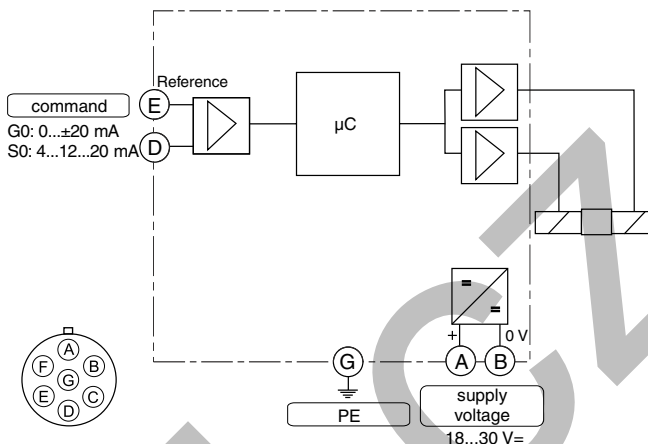 Reference
command
E
G0: 0...±20 mA
D
S0: 4...12...20 mA
µC
+
0 V
G
A
B
PE
supply
voltage
18...30 V=
A
F
B
G
E
C
D